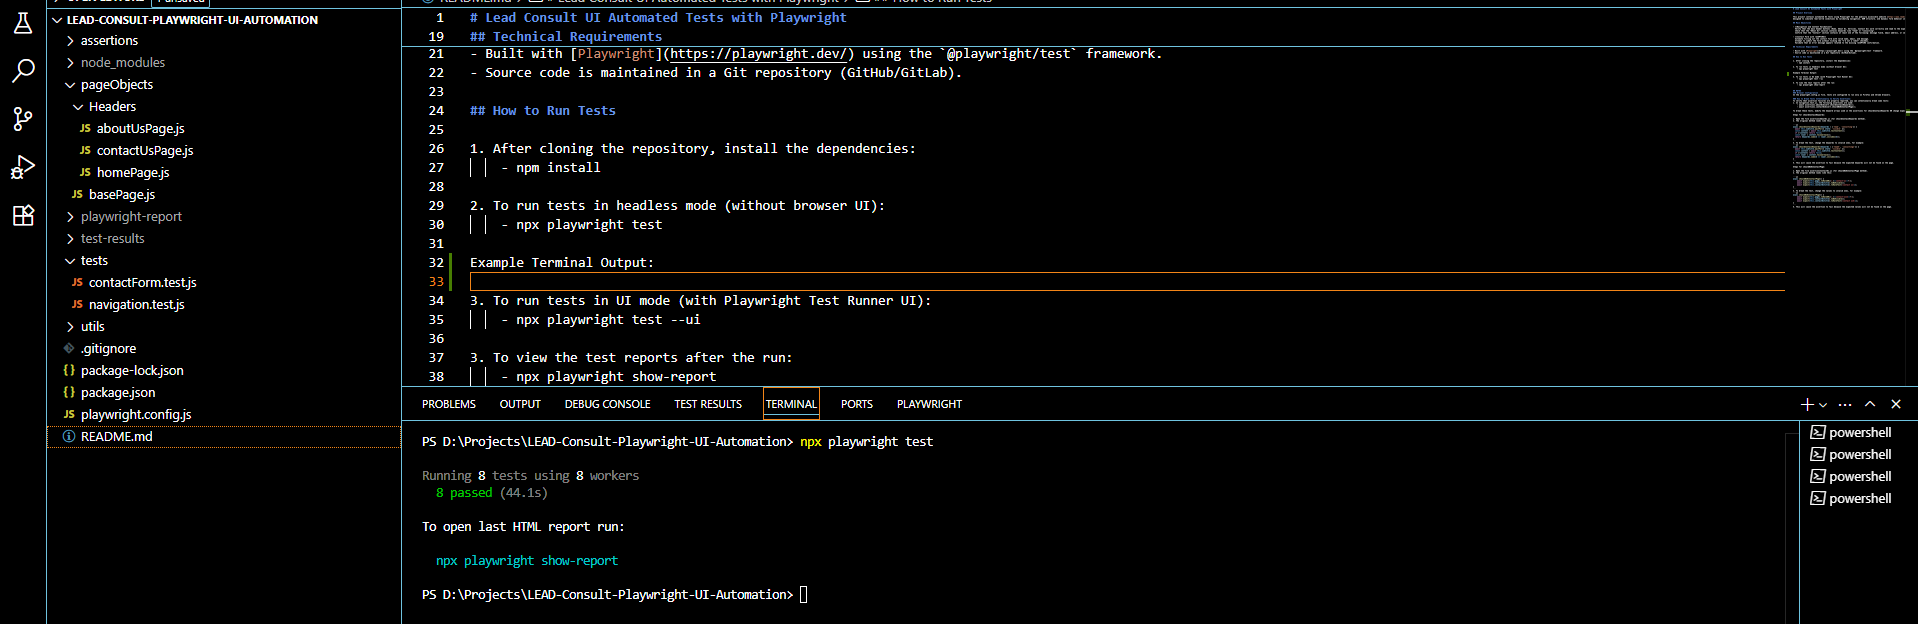 LEAD-CONSULT-PLAYWRIGHT-UI-AUTOMATION
assertions
node_modules
pageObjects
Headers
JS aboutUsPage.js
JS contactUsPage.js
JS homePage.js
JS basePage.js
playwright-report
test-results
tests
JS contactForm.test.js
JS navigation.test.js
utils
.gitignore
{} package-lock.json
{} package.json
JS playwright.config.js
README.md
1 # Lead Consult UI Automated Tests with Playwright
## Technical Requirements
21 - Built with [Playwright](https://playwright.dev/) using the `@playwright/test` framework.
22 - Source code is maintained in a Git repository (GitHub/GitLab).
23
24 ## How to Run Tests
25
26 1. After cloning the repository, install the dependencies:
27 - npm install
28
29 2. To run tests in headless mode (without browser UI):
30 - npx playwright test
31
32 Example Terminal Output:
33
34 3. To run tests in UI mode (with Playwright Test Runner UI):
35 - npx playwright test --ui
36
37 3. To view the test reports after the run:
38 - npx playwright show-report
PROBLEMS OUTPUT DEBUG CONSOLE TEST RESULTS TERMINAL PORTS PLAYWRIGHT
PS D:\Projects\LEAD-Consult-Playwright-UI-Automation> npx playwright test
Running 8 tests using 8 workers
8 passed (44.1s)
To open last HTML report run:
npx playwright show-report
PS D:\Projects\LEAD-Consult-Playwright-UI-Automation>
powershell
powershell
powershell
powershell